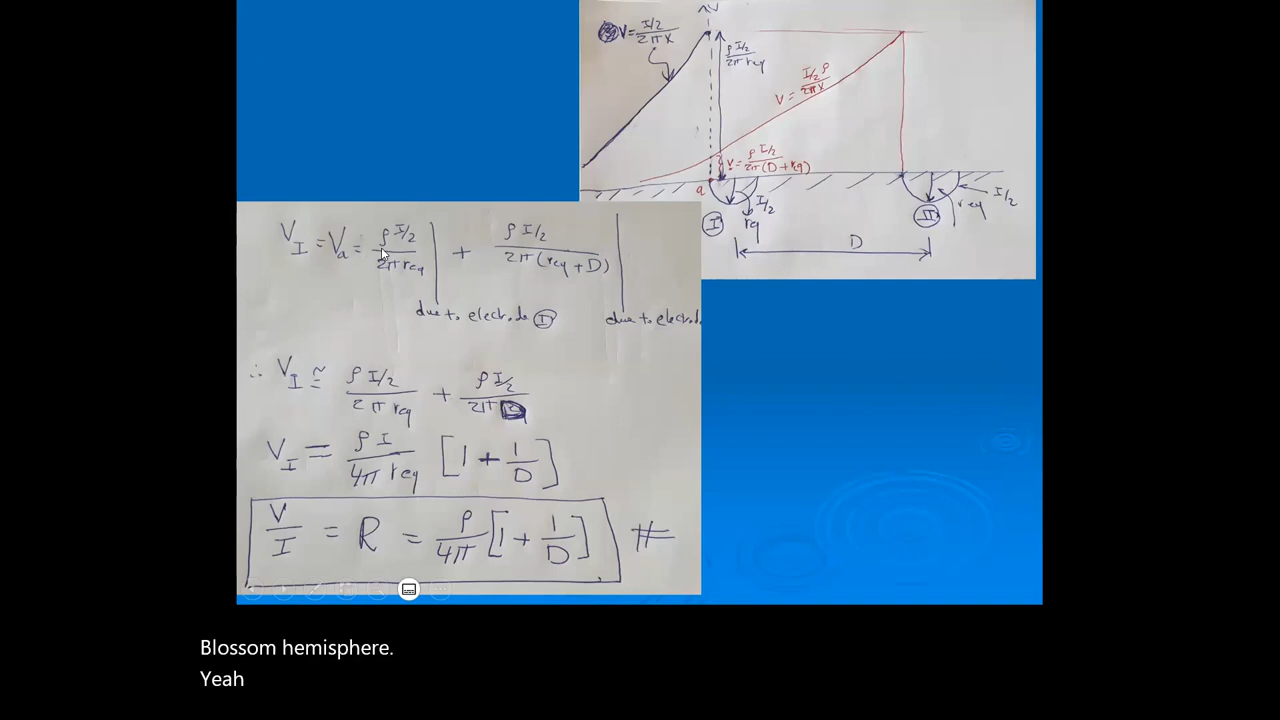 V = I/2 / 2πx
ρ I/2 / 2π req
V = I/2 ρ / 2πx
V = ρ I/2 / 2π(D + req)
a
I/2
I
req
req
I/2
II
D
V_I = V_a = ρ I/2 / 2π req | + ρ I/2 / 2π(req + D) |
due to electrode I
due to electrod
∴ V_I ≅ ρ I/2 / 2π req + ρ I/2 / 2π D
V_I = ρ I / 4π req [1 + 1/D]
V/I = R = ρ/4π [1 + 1/D] #
Blossom hemisphere.
Yeah